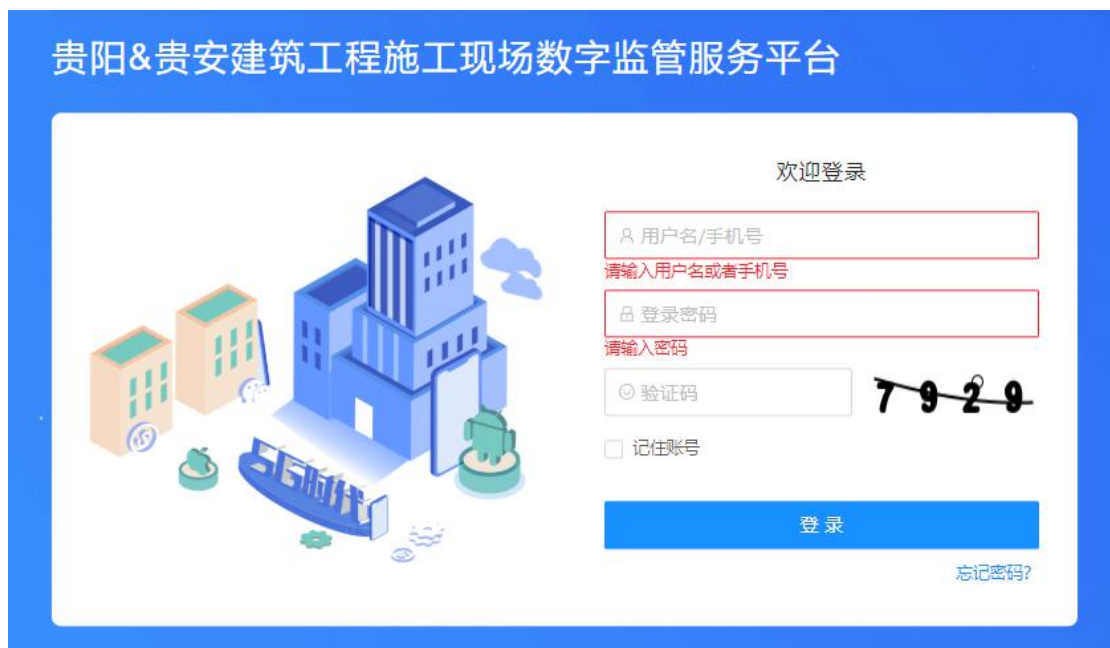 贵阳&贵安建筑工程施工现场数字监管服务平台
欢迎登录
用户名/手机号
请输入用户名或者手机号
登录密码
请输入密码
验证码
7929
记住账号
5G时代
登 录
忘记密码?